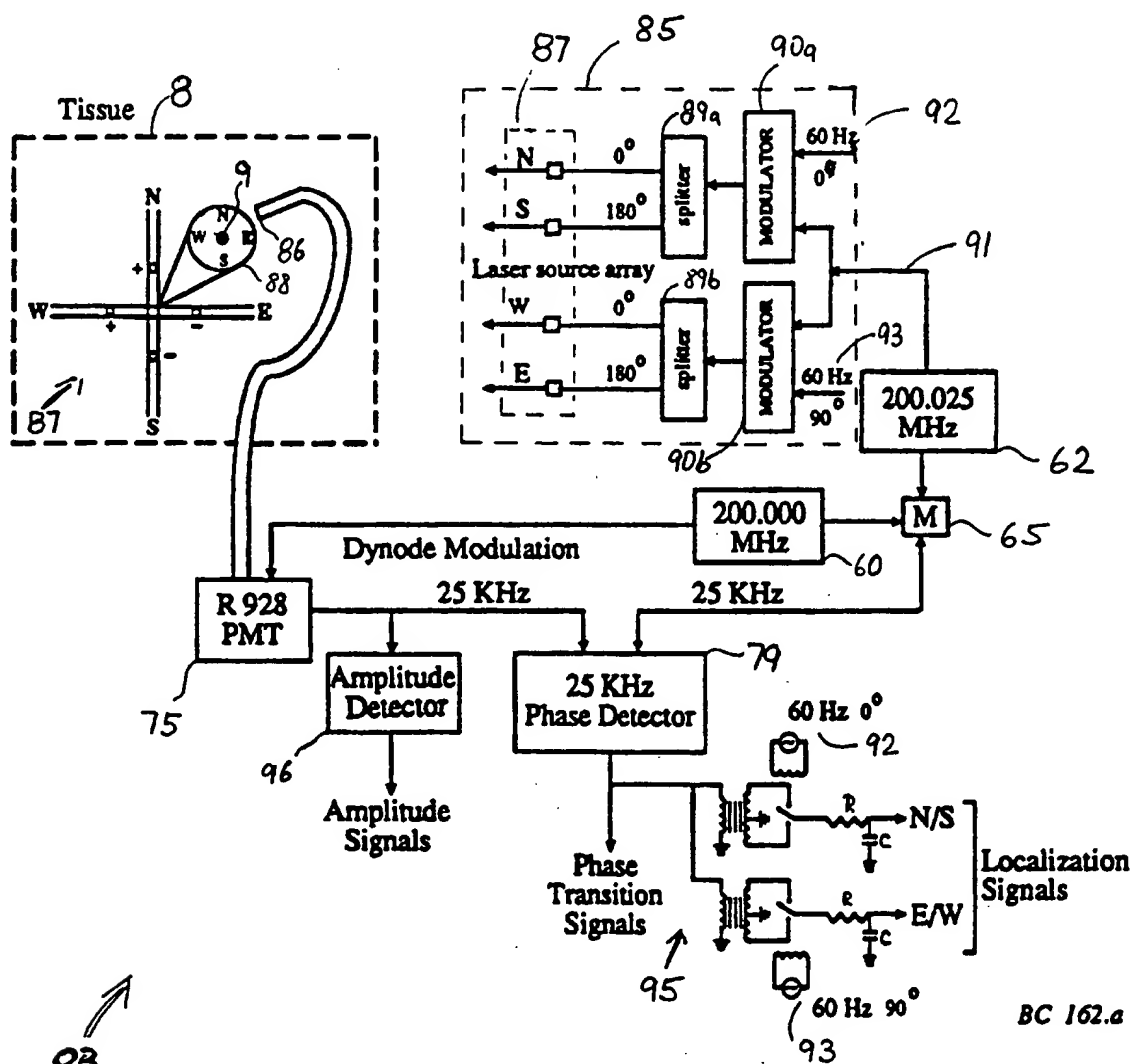 87
85
90a
Tissue
8
89a
60 Hz
92
N
0°
splitter
MODULATOR
0°
S
180°
Laser source array
91
W
0°
89b
splitter
MODULATOR
93
E
180°
60 Hz
90°
90b
N
9
N
W
E
S
86
88
+
W
E
+
-
-
87
S
200.025
MHz
62
200.000
MHz
M
65
60
Dynode Modulation
25 KHz
25 KHz
R 928
PMT
75
Amplitude
Detector
96
25 KHz
Phase Detector
79
Amplitude
Signals
60 Hz 0°
92
R
N/S
C
Phase
Transition
Signals
Localization
Signals
R
E/W
C
95
60 Hz 90°
93
BC 162.a